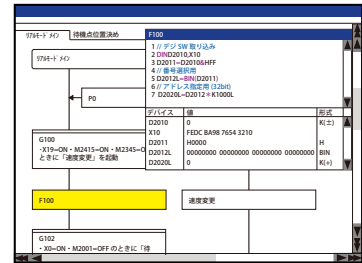 リアルモード メイン
待機点位置決め
リアルモード メイン
P0
G100
・X19=ON・M2415=ON・M2345=O
ときに「速度変更」を起動
F100
速度変更
G102
・X0=ON・M2001=OFF のときに「待
F100
1 // デジ SW 取り込み
2 DIND2010,X10
3 D2011=D2010&HFF
4 // 番号選択用
5 D2012L=BIN(D2011)
6 // アドレス指定用 (32bit)
7 D2020L=D2012*K1000L
デバイス 値 形式
D2010 0 K(±)
X10 FEDC BA98 7654 3210
D2011 H0000 H
D2012L 00000000 00000000 00000000 00000000 BIN
D2020L 0 K(+)